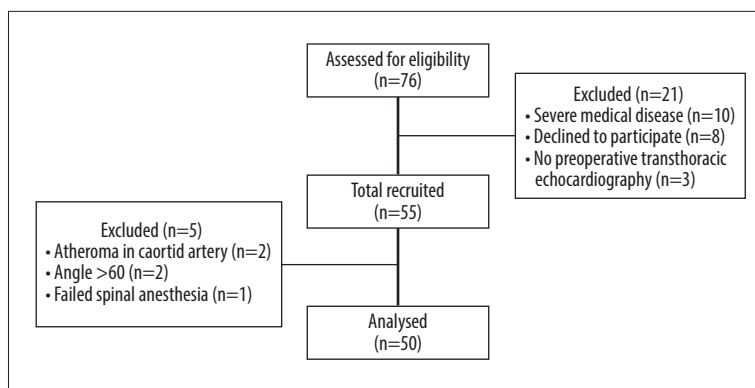 Assessed for eligibility
(n=76)
Excluded (n=21)
• Severe medical disease (n=10)
• Declined to participate (n=8)
• No preoperative transthoracic
echocardiography (n=3)
Total recruited
(n=55)
Excluded (n=5)
• Atheroma in caortid artery (n=2)
• Angle >60 (n=2)
• Failed spinal anesthesia (n=1)
Analysed
(n=50)